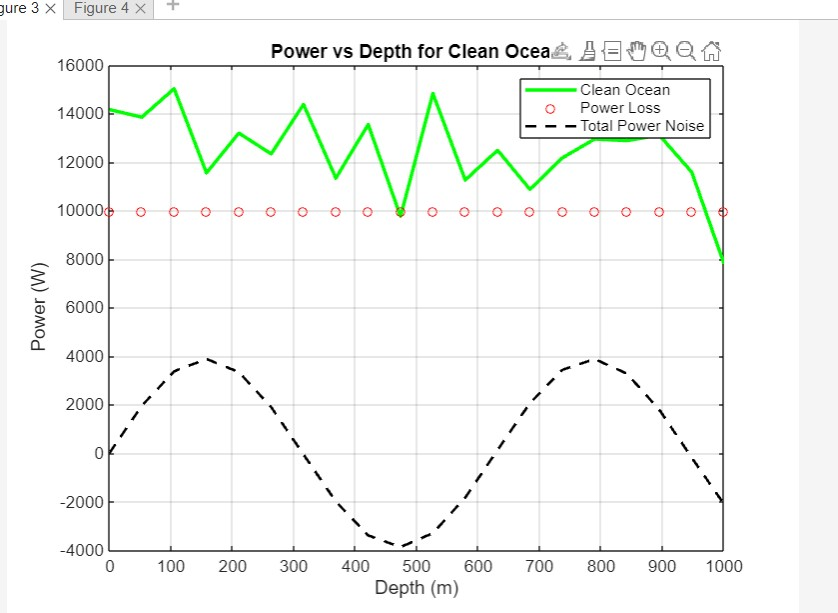 gure 3 × Figure 4 × +
Power vs Depth for Clean Ocea
16000
14000
12000
10000
8000
6000
4000
2000
0
-2000
-4000
Power (W)
Clean Ocean
Power Loss
Total Power Noise
0 100 200 300 400 500 600 700 800 900 1000
Depth (m)